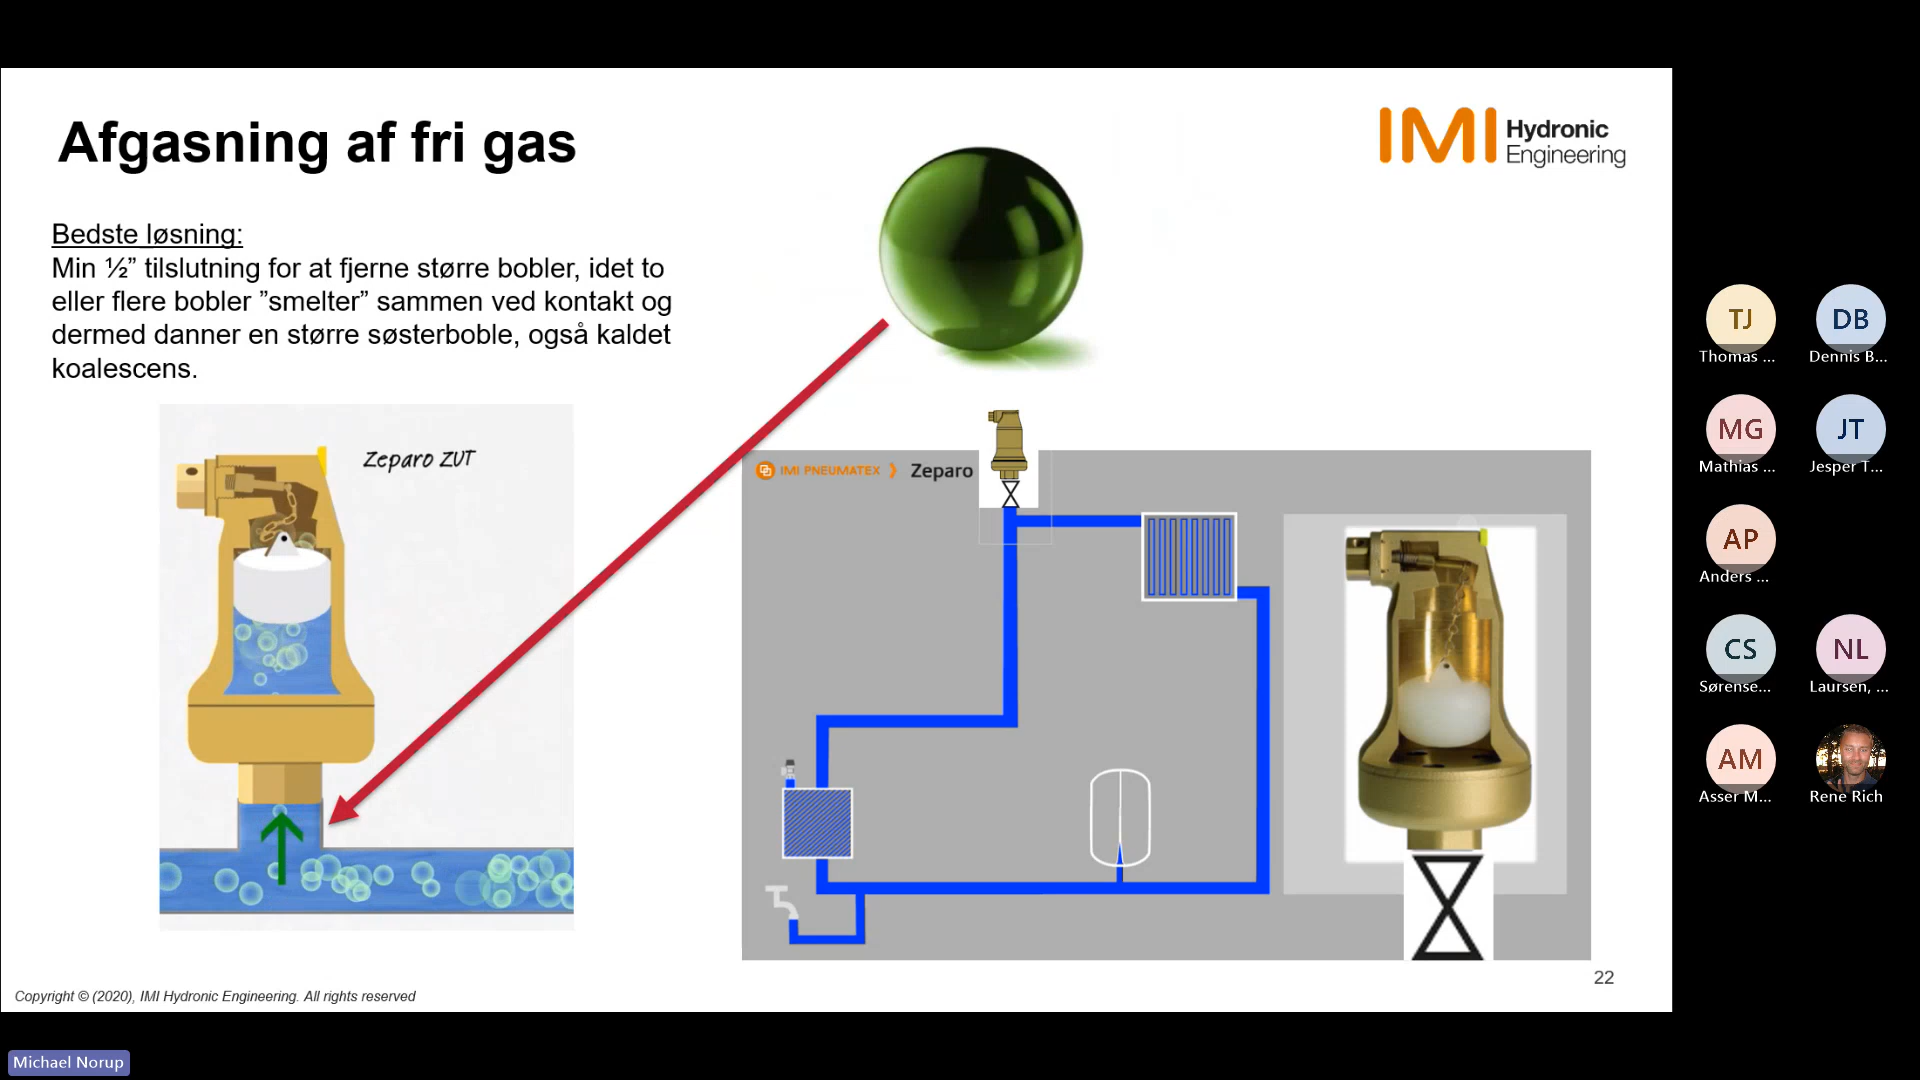 Afgasning af fri gas
IMI Hydronic
Engineering
Bedste løsning:
Min ½” tilslutning for at fjerne større bobler, idet to
eller flere bobler ”smelter” sammen ved kontakt og
dermed danner en større søsterboble, også kaldet
koalescens.
Zeparo ZUT
IMI PNEUMATEX Zeparo
22
Copyright © (2020), IMI Hydronic Engineering. All rights reserved
TJ
Thomas ...
DB
Dennis B...
MG
Mathias ...
JT
Jesper T...
AP
Anders ...
CS
Sørense...
NL
Laursen, ...
AM
Asser M...
Rene Rich
Michael Norup